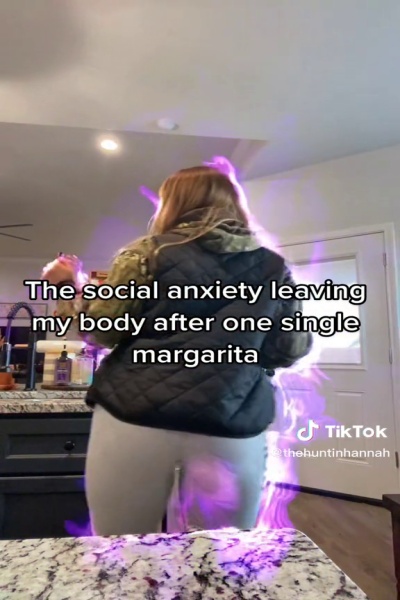 The social anxiety leaving
my body after one single
margarita
TikTok
@thehuntinhannah